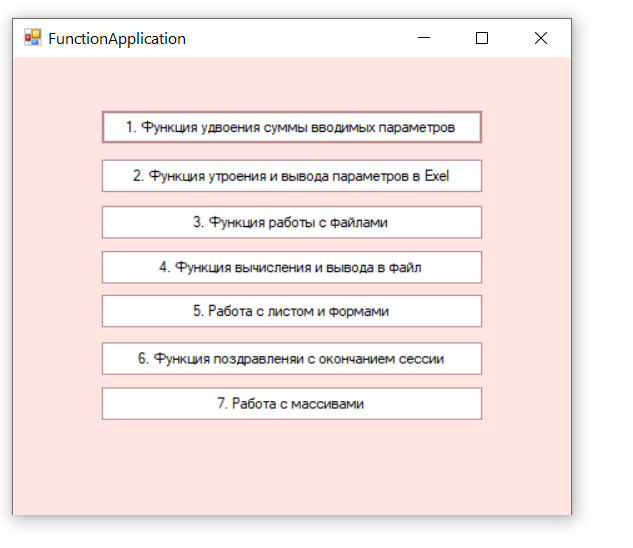 FunctionApplication
1. Функция удвоения суммы вводимых параметров
2. Функция утроения и вывода параметров в Exel
3. Функция работы с файлами
4. Функция вычисления и вывода в файл
5. Работа с листом и формами
6. Функция поздравленяи с окончанием сессии
7. Работа с массивами